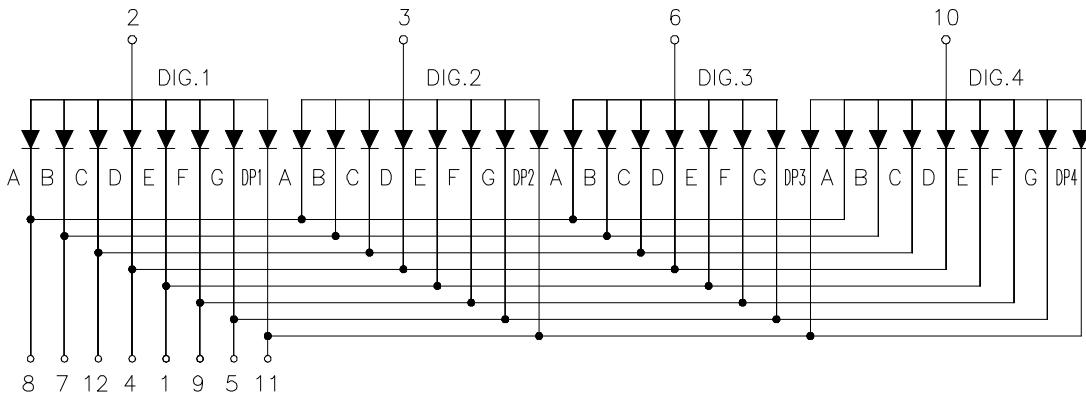 2 3 6 10
DIG.1 DIG.2 DIG.3 DIG.4
A B C D E F G DP1 A B C D E F G DP2 A B C D E F G DP3 A B C D E F G DP4
8 7 12 4 1 9 5 11